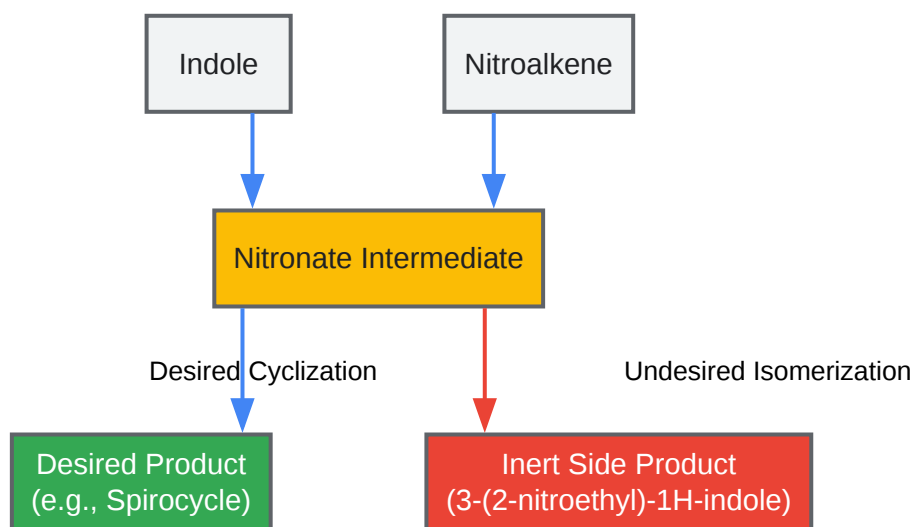 Indole
Nitroalkene
Nitronate Intermediate
Desired Cyclization
Undesired Isomerization
Desired Product
(e.g., Spirocycle)
Inert Side Product
(3-(2-nitroethyl)-1H-indole)